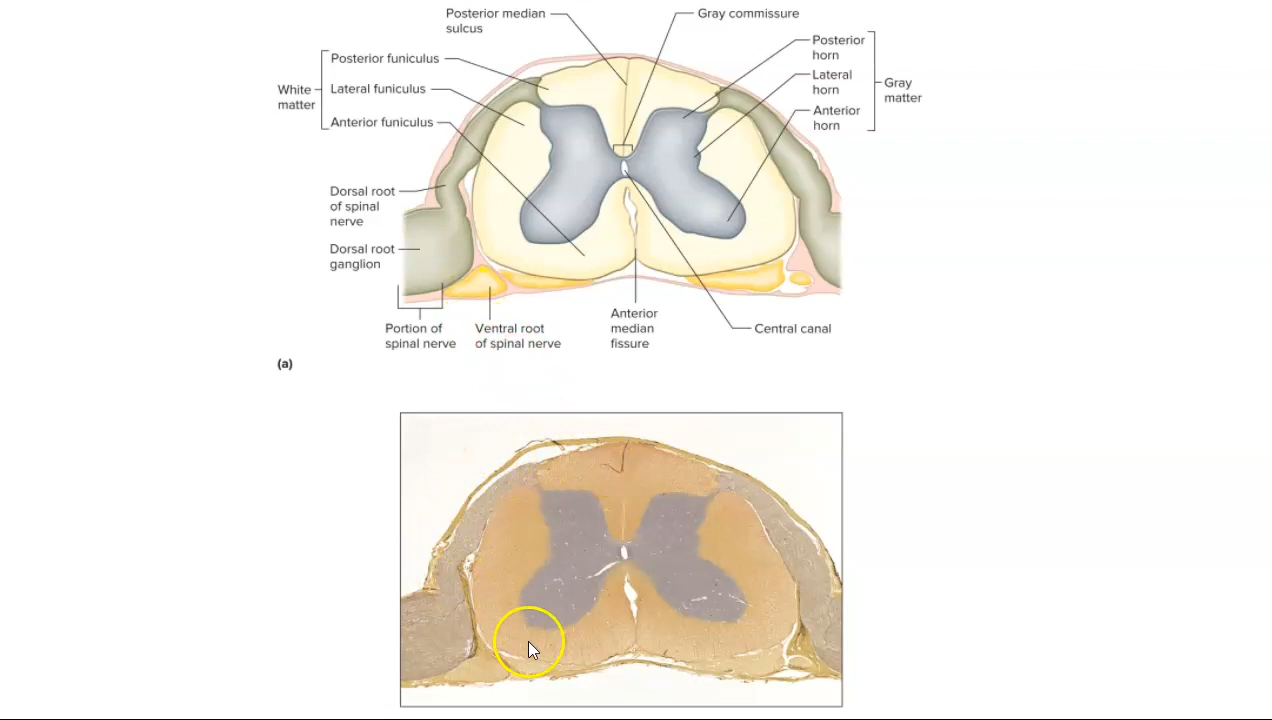 Posterior median
sulcus
Gray commissure
Posterior
horn
Lateral
horn
Anterior
horn
Gray
matter
White
matter
Posterior funiculus
Lateral funiculus
Anterior funiculus
Dorsal root
of spinal
nerve
Dorsal root
ganglion
Portion of
spinal nerve
Ventral root
of spinal nerve
Anterior
median
fissure
Central canal
(a)